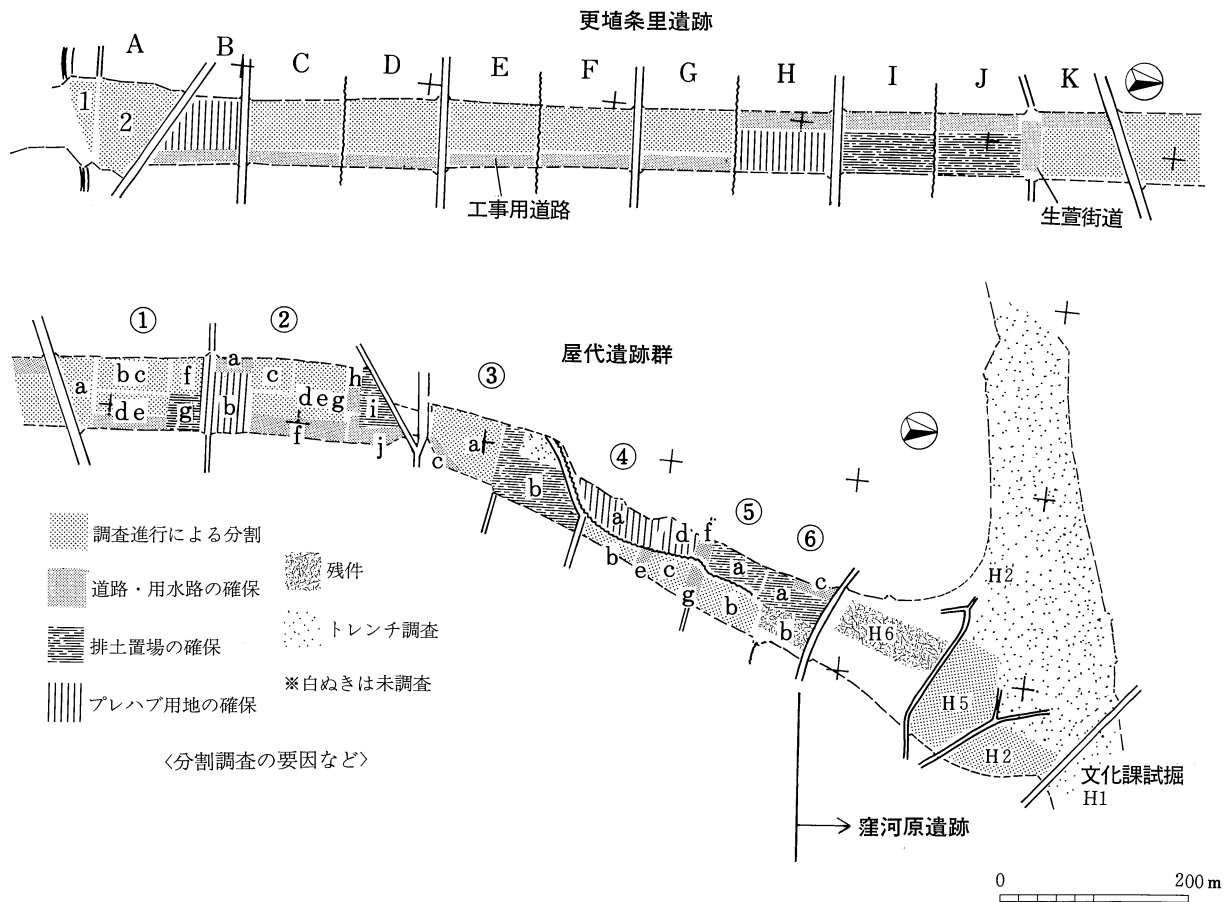 更埴条里遺跡
A B C D E F G H I J K
1
2
工事用道路
生萱街道
屋代遺跡群
① ② ③ ④ ⑤ ⑥
a b c f a c h
d e g b d e g i
f j
c a b
a d f
b e c a a c
g b b
H2
H6
H5
H2
文化課試掘
H1
窪河原遺跡
調査進行による分割
道路・用水路の確保
排土置場の確保
プレハブ用地の確保
残件
トレンチ調査
※白ぬきは未調査
〈分割調査の要因など〉
0 200m